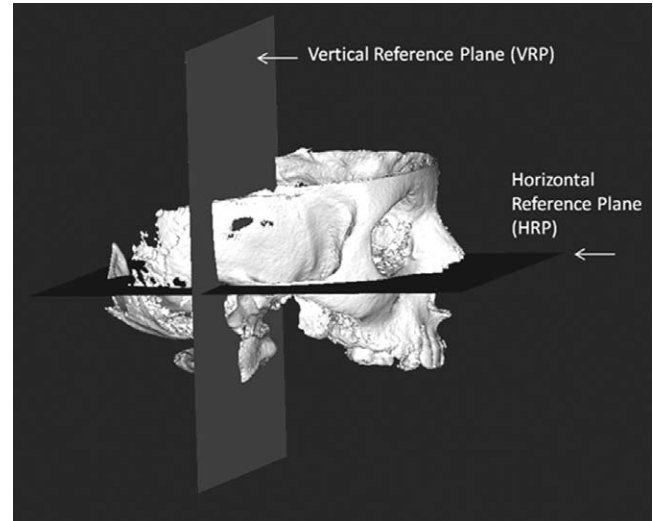 Vertical Reference Plane (VRP)
Horizontal
Reference Plane
(HRP)